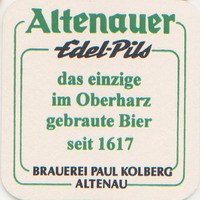 Altenauer
Edel-Pils
das einzige
im Oberharz
gebraute Bier
seit 1617
BRAUEREI PAUL KOLBERG
ALTENAU